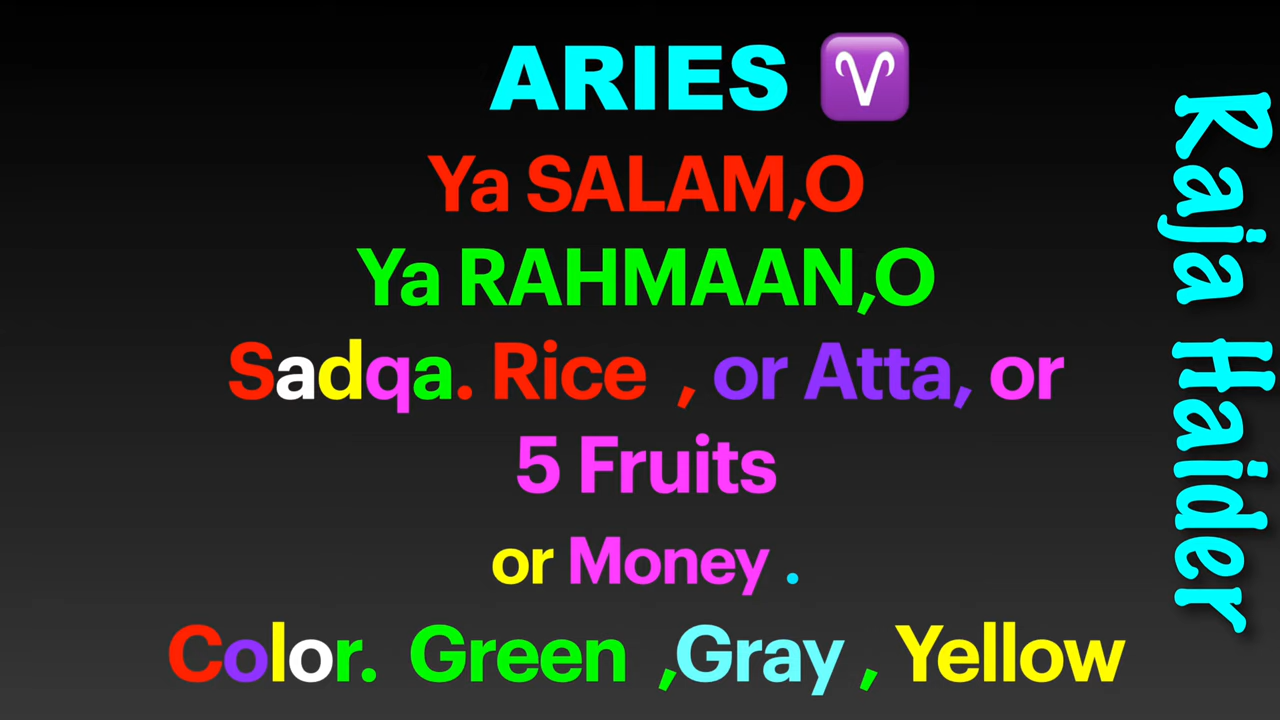 ARIES ♈
Ya SALAM,O
Ya RAHMAAN,O
Sadqa. Rice , or Atta, or
5 Fruits
or Money .
Color. Green ,Gray , Yellow
Raja Haider